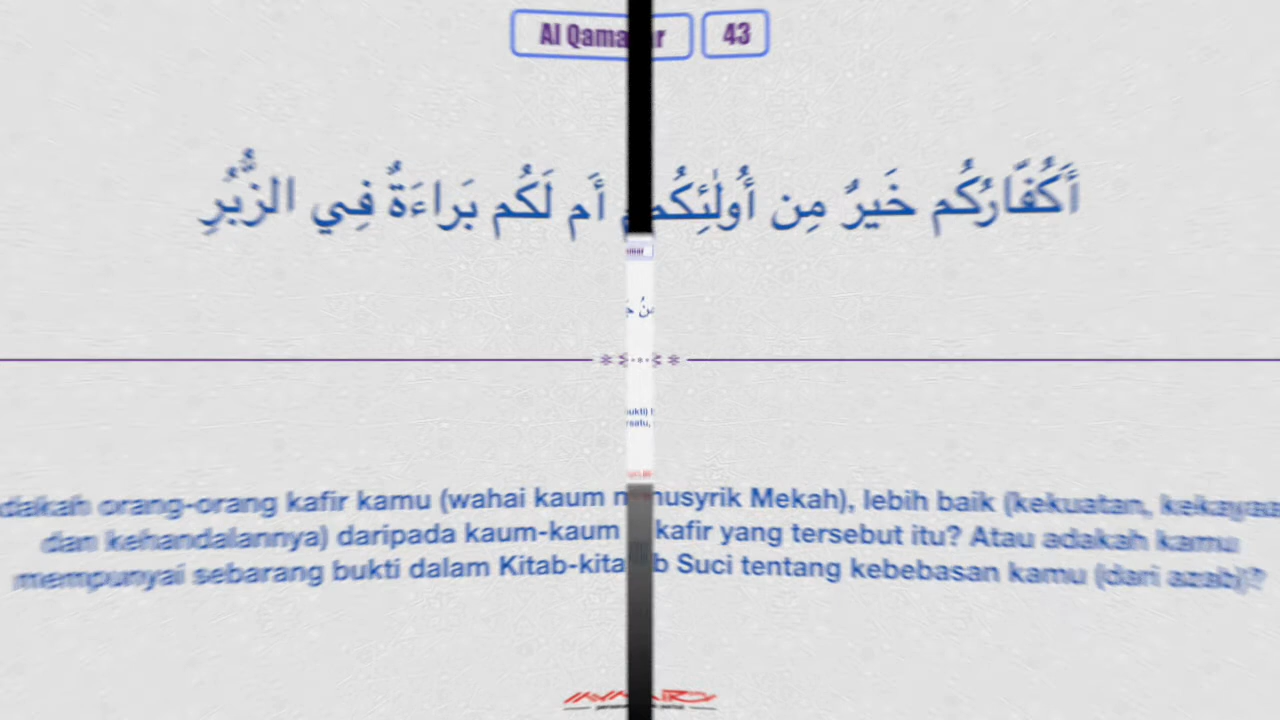 Al Qamar 43
أَكُفَّارُكُم خَيرٌ مِن أُولَٰئِكُم أَم لَكُم بَراءَةٌ فِي الزُّبُرِ
dakah orang-orang kafir kamu (wahai kaum musyrik Mekah), lebih baik (kekuatan, kekayaa
dan kehandalannya) daripada kaum-kaum kafir yang tersebut itu? Atau adakah kamu
mempunyai sebarang bukti dalam Kitab-kitab Suci tentang kebebasan kamu (dari azab)?